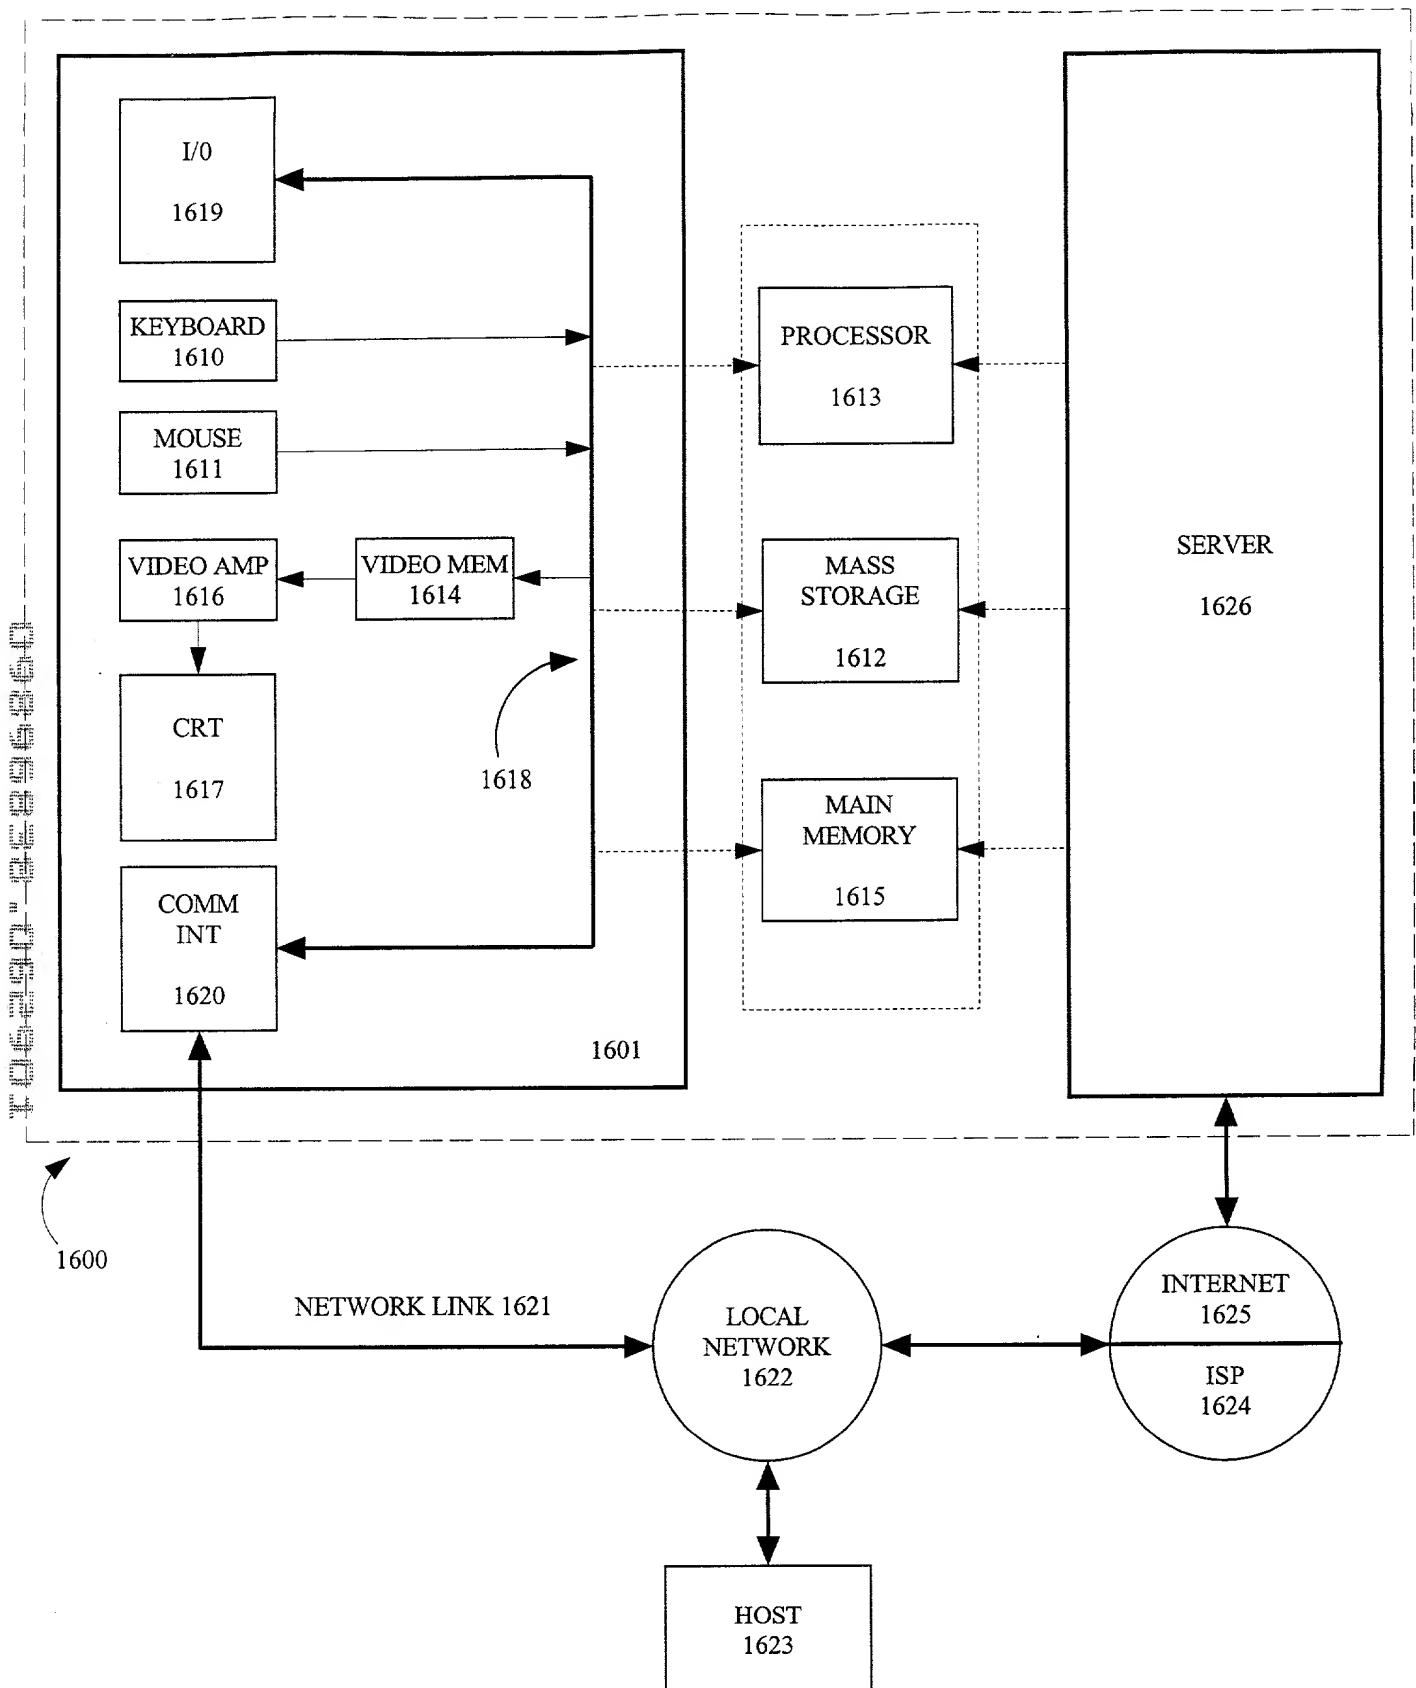 I/0
1619
KEYBOARD
1610
MOUSE
1611
VIDEO AMP
1616
VIDEO MEM
1614
CRT
1617
1618
COMM
INT
1620
1601
PROCESSOR
1613
MASS
STORAGE
1612
MAIN
MEMORY
1615
SERVER
1626
1600
NETWORK LINK 1621
LOCAL
NETWORK
1622
INTERNET
1625
ISP
1624
HOST
1623